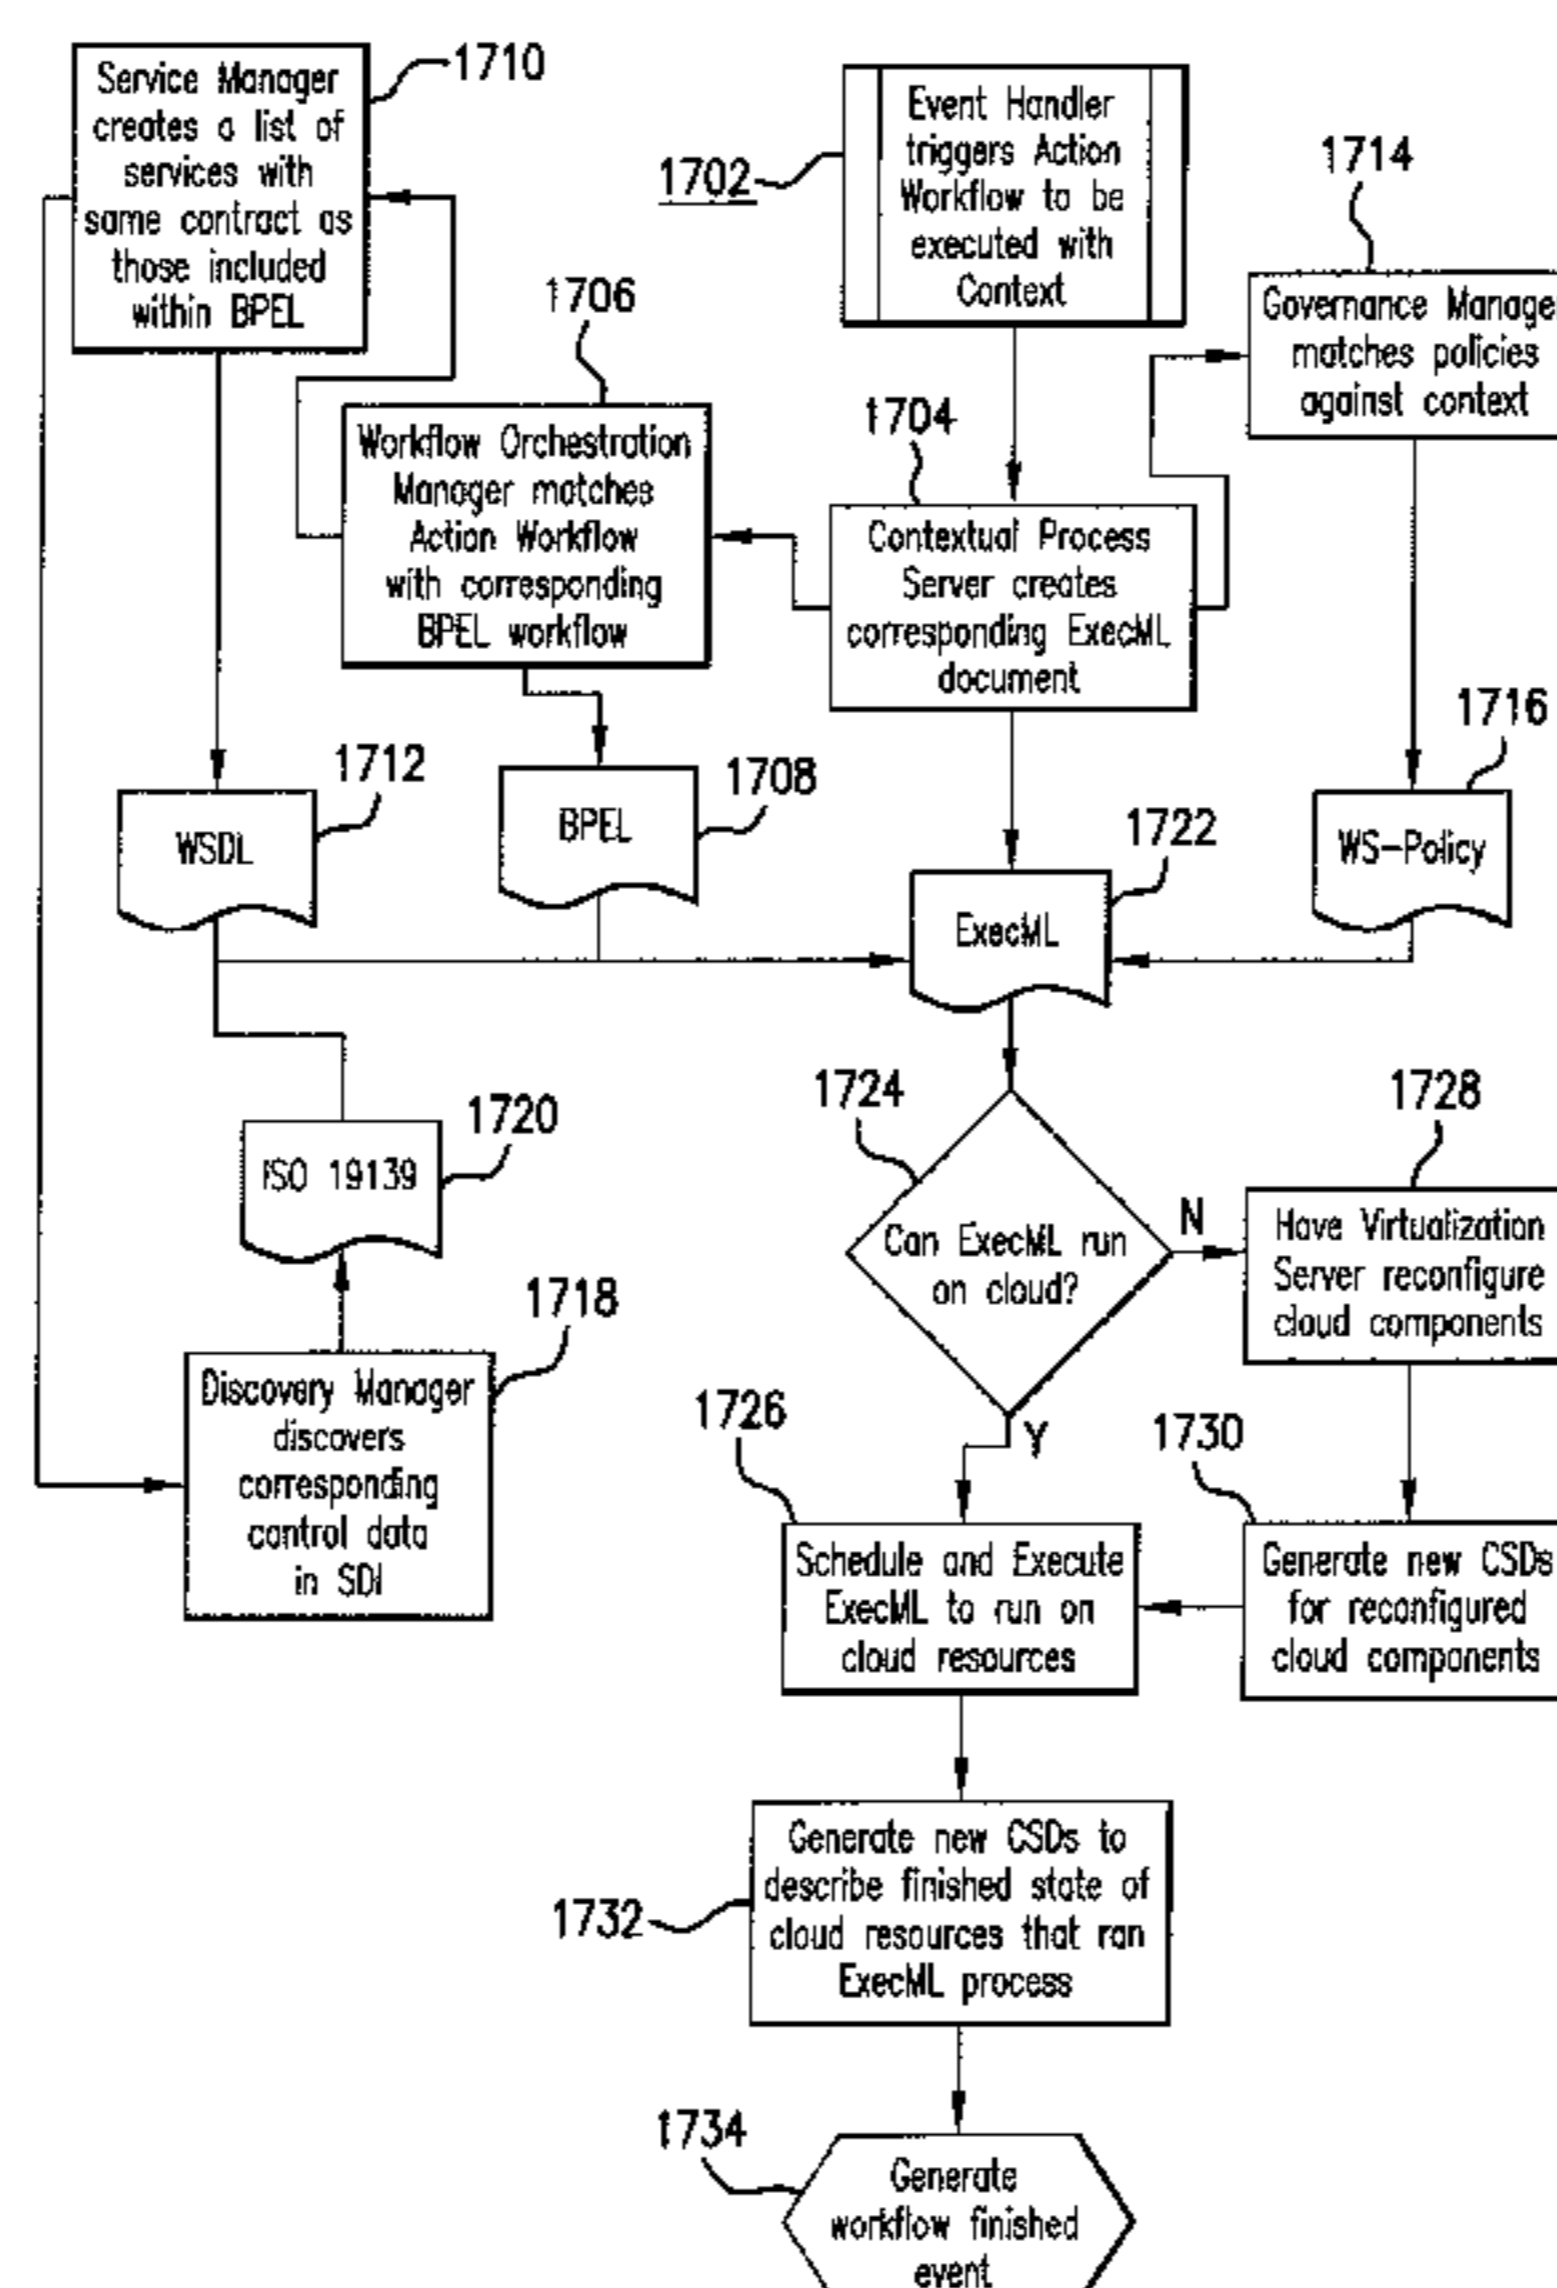 1710
Service Manager
creates a list of
services with
same contract as
those included
within BPEL
1702
Event Handler
triggers Action
Workflow to be
executed with
Context
1714
Governance Manager
matches policies
against context
1706
Workflow Orchestration
Manager matches
Action Workflow
with corresponding
BPEL workflow
1704
Contextual Process
Server creates
corresponding ExecML
document
1712
WSDL
1708
BPEL
1722
ExecML
1716
WS-Policy
1720
ISO 19139
1718
Discovery Manager
discovers
corresponding
control data
in SDI
1724
Can ExecML run
on cloud?
N
Y
1728
Have Virtualization
Server reconfigure
cloud components
1726
Schedule and Execute
ExecML to run on
cloud resources
1730
Generate new CSDs
for reconfigured
cloud components
1732
Generate new CSDs to
describe finished state of
cloud resources that ran
ExecML process
1734
Generate
workflow finished
event